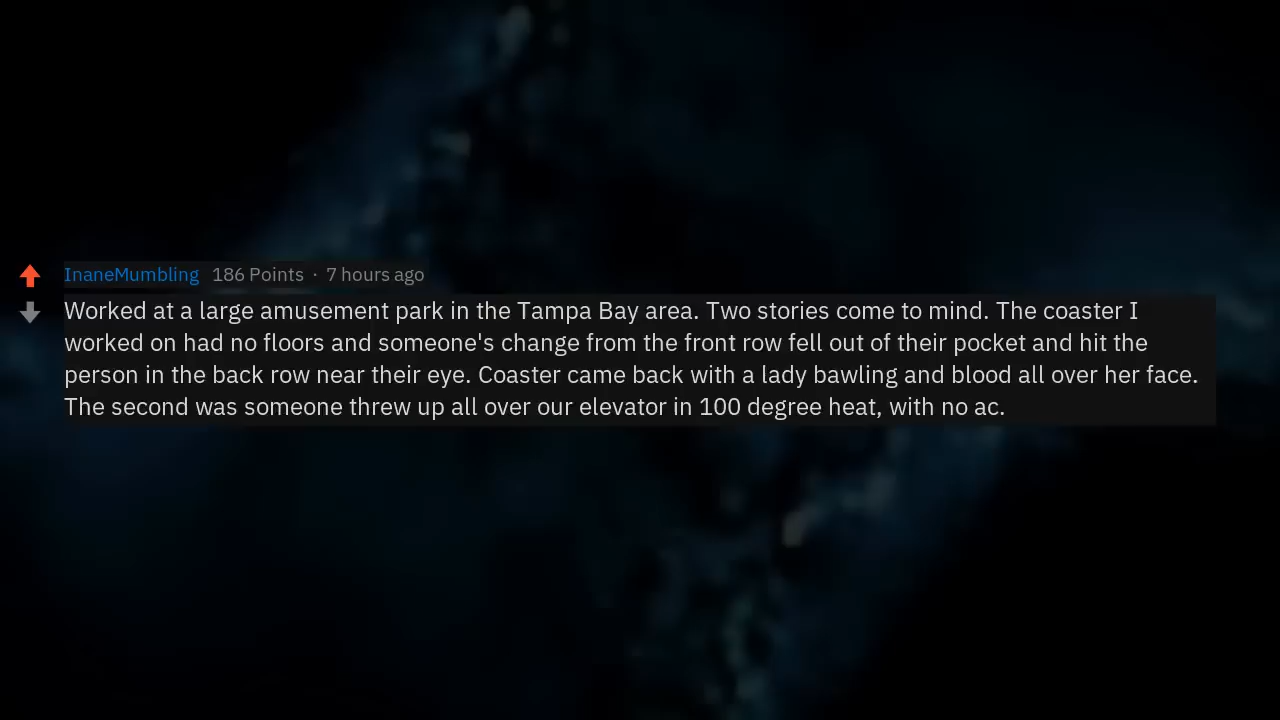 InaneMumbling 186 Points · 7 hours ago
Worked at a large amusement park in the Tampa Bay area. Two stories come to mind. The coaster I
worked on had no floors and someone's change from the front row fell out of their pocket and hit the
person in the back row near their eye. Coaster came back with a lady bawling and blood all over her face.
The second was someone threw up all over our elevator in 100 degree heat, with no ac.